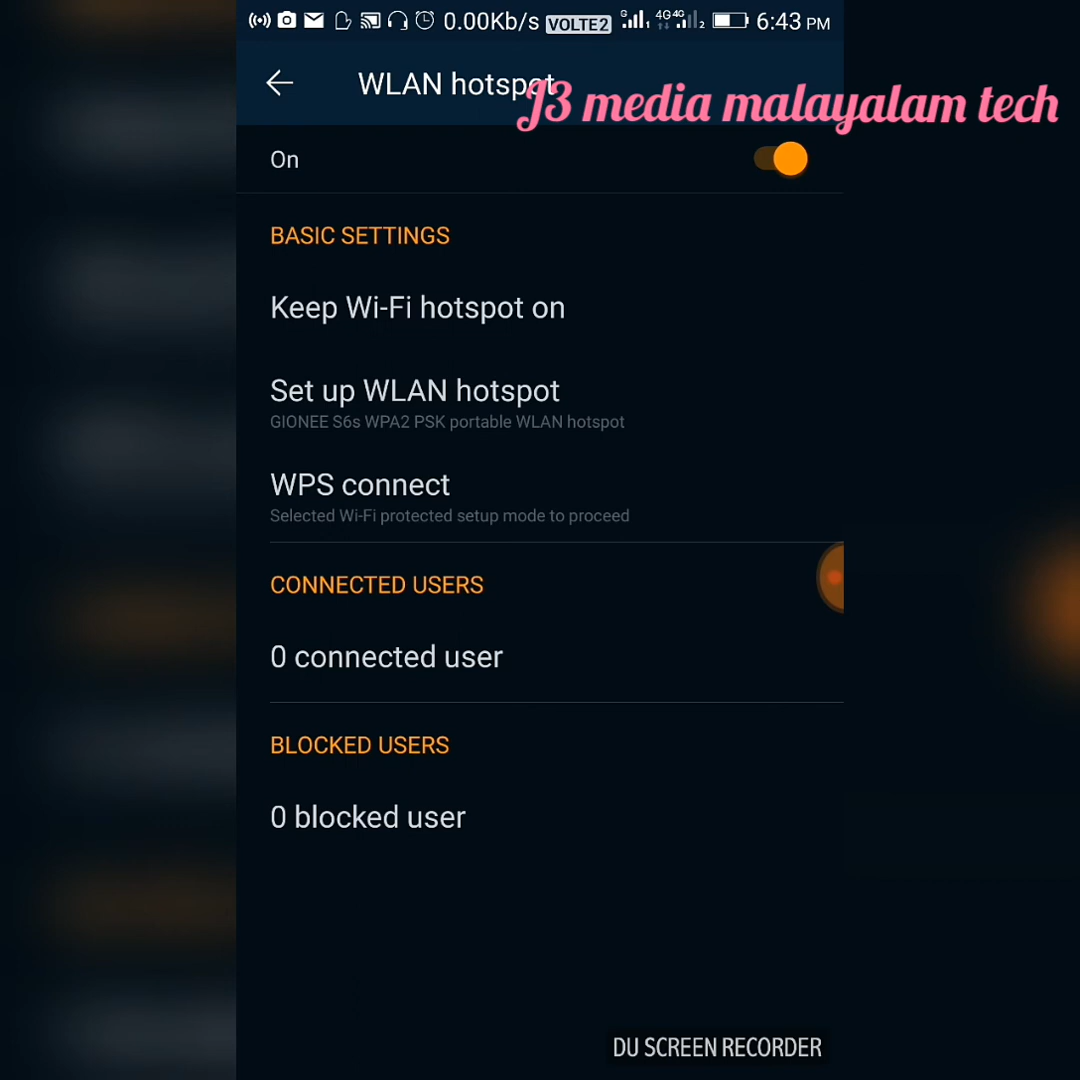 0.00Kb/s VOLTE2 G 1 4G 4G 2 6:43 PM
WLAN hotspot
J3 media malayalam tech
On
BASIC SETTINGS
Keep Wi-Fi hotspot on
Set up WLAN hotspot
GIONEE S6s WPA2 PSK portable WLAN hotspot
WPS connect
Selected Wi-Fi protected setup mode to proceed
CONNECTED USERS
0 connected user
BLOCKED USERS
0 blocked user
DU SCREEN RECORDER